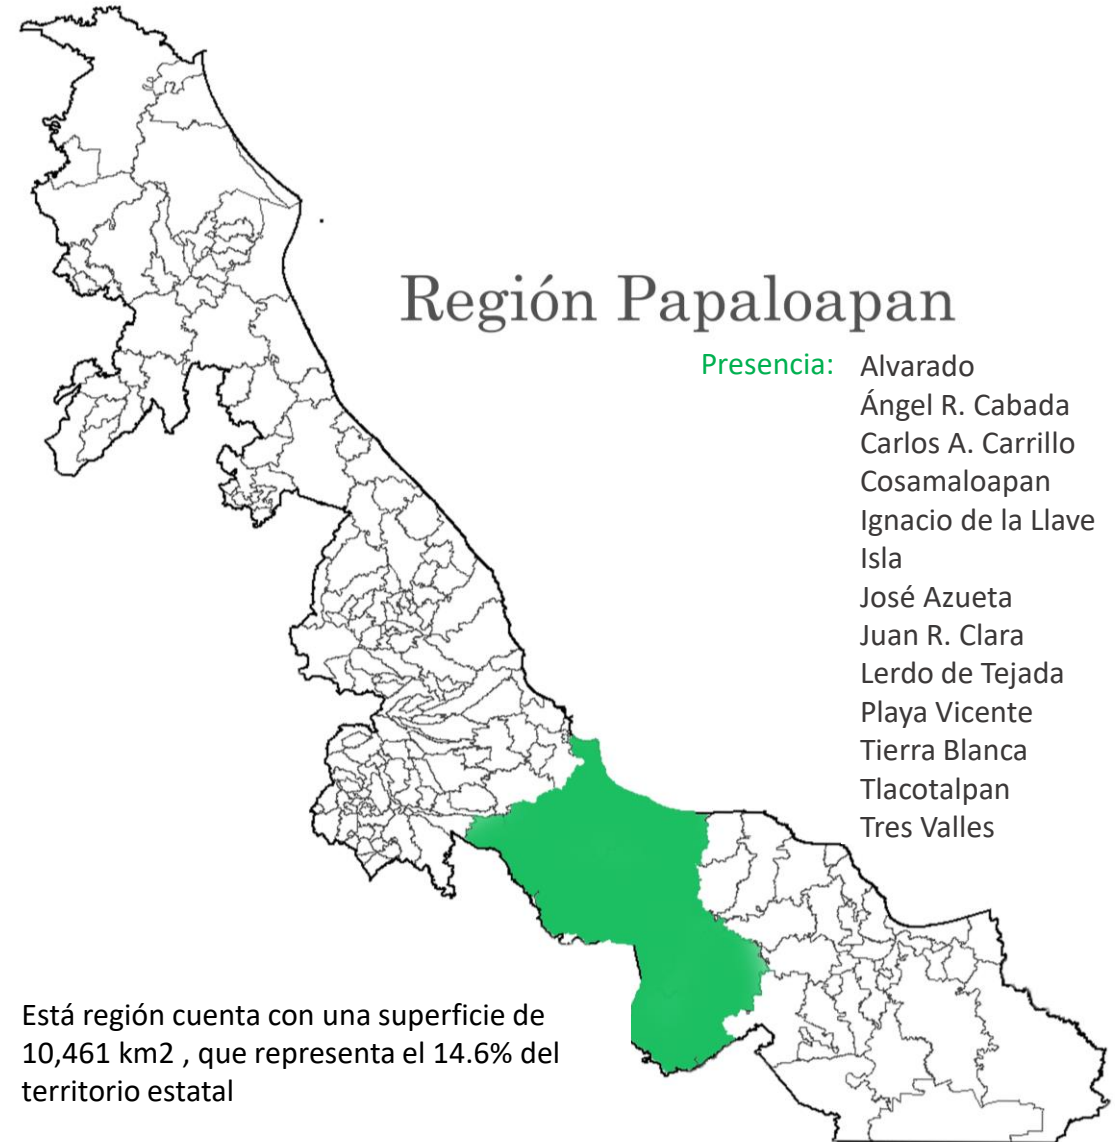 Región Papaloapan
Presencia: Alvarado
Ángel R. Cabada
Carlos A. Carrillo
Cosamaloapan
Ignacio de la Llave
Isla
José Azueta
Juan R. Clara
Lerdo de Tejada
Playa Vicente
Tierra Blanca
Tlacotalpan
Tres Valles
Está región cuenta con una superficie de
10,461 km2 , que representa el 14.6% del
territorio estatal